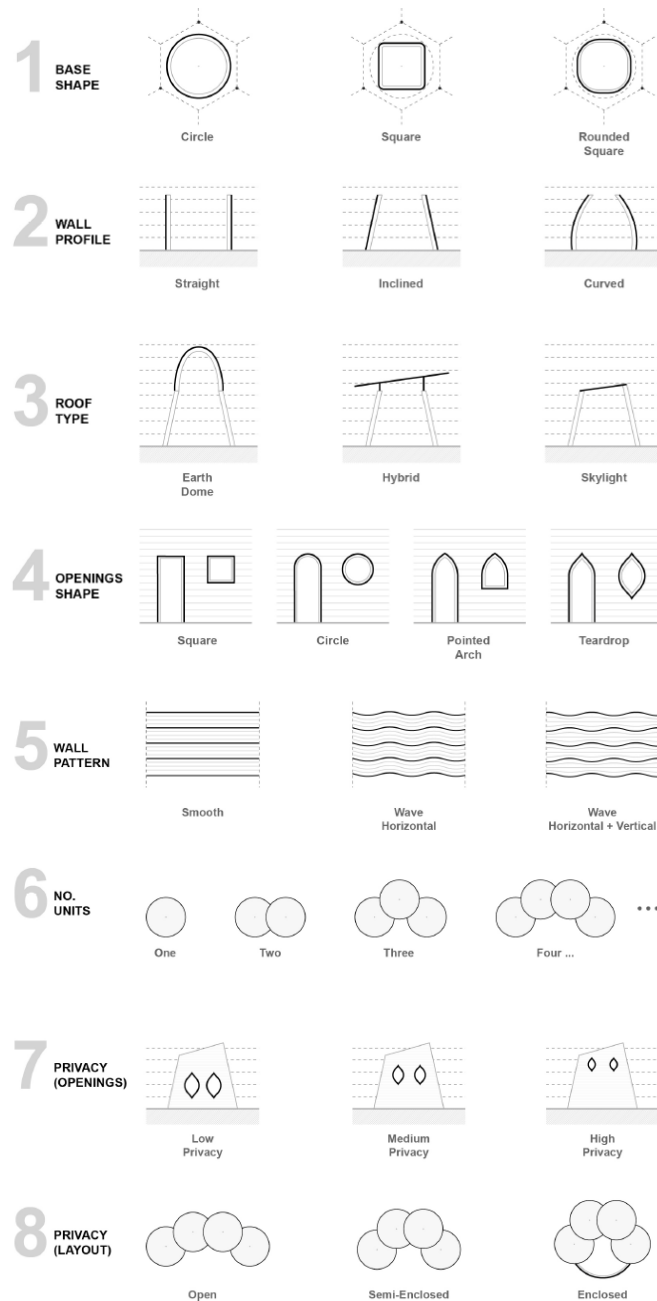 1
BASE
SHAPE
Circle
Square
Rounded
Square
2
WALL
PROFILE
Straight
Inclined
Curved
3
ROOF
TYPE
Earth
Dome
Hybrid
Skylight
4
OPENINGS
SHAPE
Square
Circle
Pointed
Arch
Teardrop
5
WALL
PATTERN
Smooth
Wave
Horizontal
Wave
Horizontal + Vertical
6
NO.
UNITS
One
Two
Three
Four ...
7
PRIVACY
(OPENINGS)
Low
Privacy
Medium
Privacy
High
Privacy
8
PRIVACY
(LAYOUT)
Open
Semi-Enclosed
Enclosed